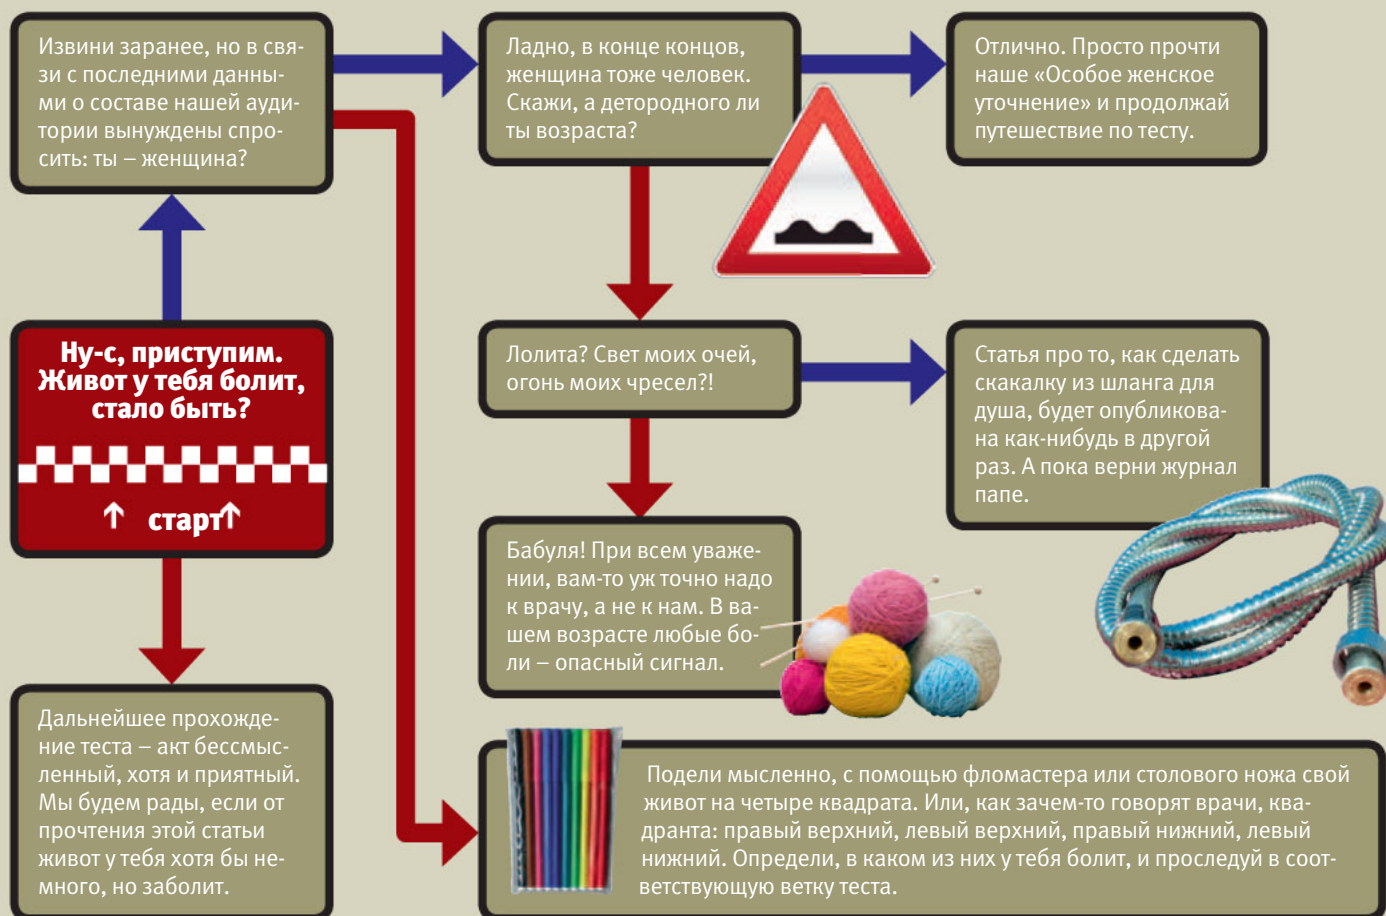 Извини заранее, но в свя-
зи с последними данны-
ми о составе нашей ауди-
тории вынуждены спро-
сить: ты – женщина?
Ладно, в конце концов,
женщина тоже человек.
Скажи, а детородного ли
ты возраста?
Отлично. Просто прочти
наше «Особое женское
уточнение» и продолжай
путешествие по тесту.
Ну-с, приступим.
Живот у тебя болит,
стало быть?
старт
Лолита? Свет моих очей,
огонь моих чресел?!
Статья про то, как сделать
скакалку из шланга для
душа, будет опубликова-
на как-нибудь в другой
раз. А пока верни журнал
папе.
Бабуля! При всем уваже-
нии, вам-то уж точно надо
к врачу, а не к нам. В ва-
шем возрасте любые бо-
ли – опасный сигнал.
Дальнейшее прохожде-
ние теста – акт бессмыс-
ленный, хотя и приятный.
Мы будем рады, если от
прочтения этой статьи
живот у тебя хотя бы не-
много, но заболит.
Подели мысленно, с помощью фломастера или столового ножа свой
живот на четыре квадрата. Или, как зачем-то говорят врачи, ква-
дранта: правый верхний, левый верхний, правый нижний, левый
нижний. Определи, в каком из них у тебя болит, и проследуй в соот-
ветствующую ветку теста.